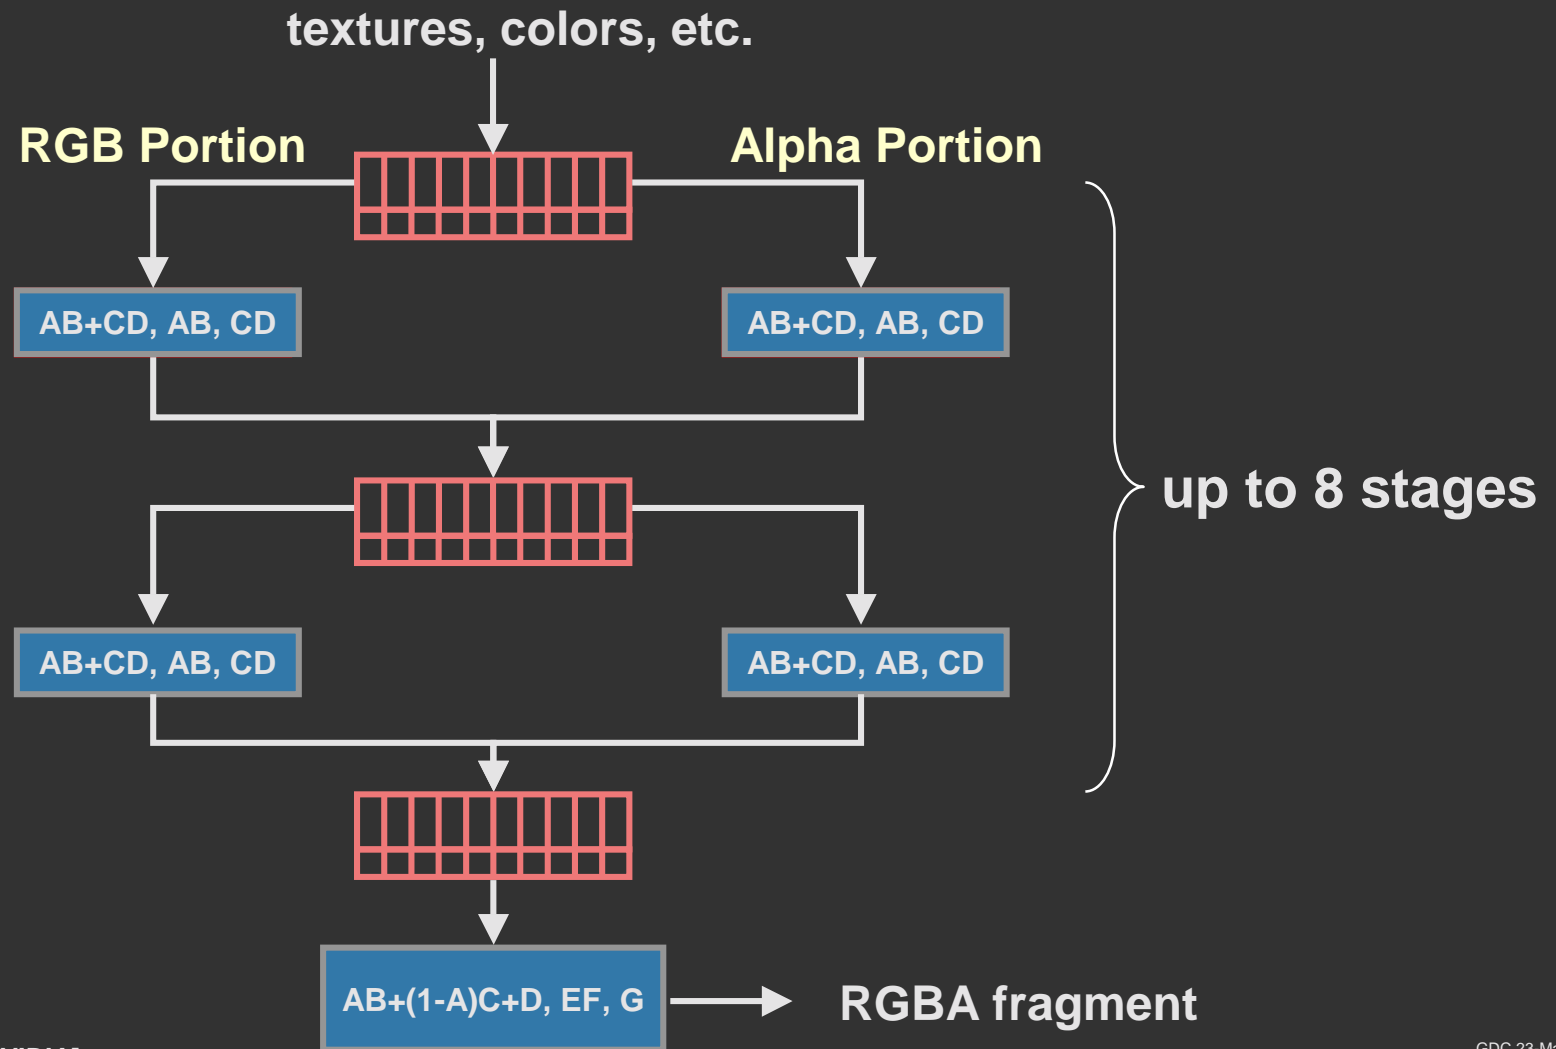 textures, colors, etc.
RGB Portion
Alpha Portion
AB+CD, AB, CD
AB+CD, AB, CD
up to 8 stages
AB+CD, AB, CD
AB+CD, AB, CD
AB+(1-A)C+D, EF, G
RGBA fragment